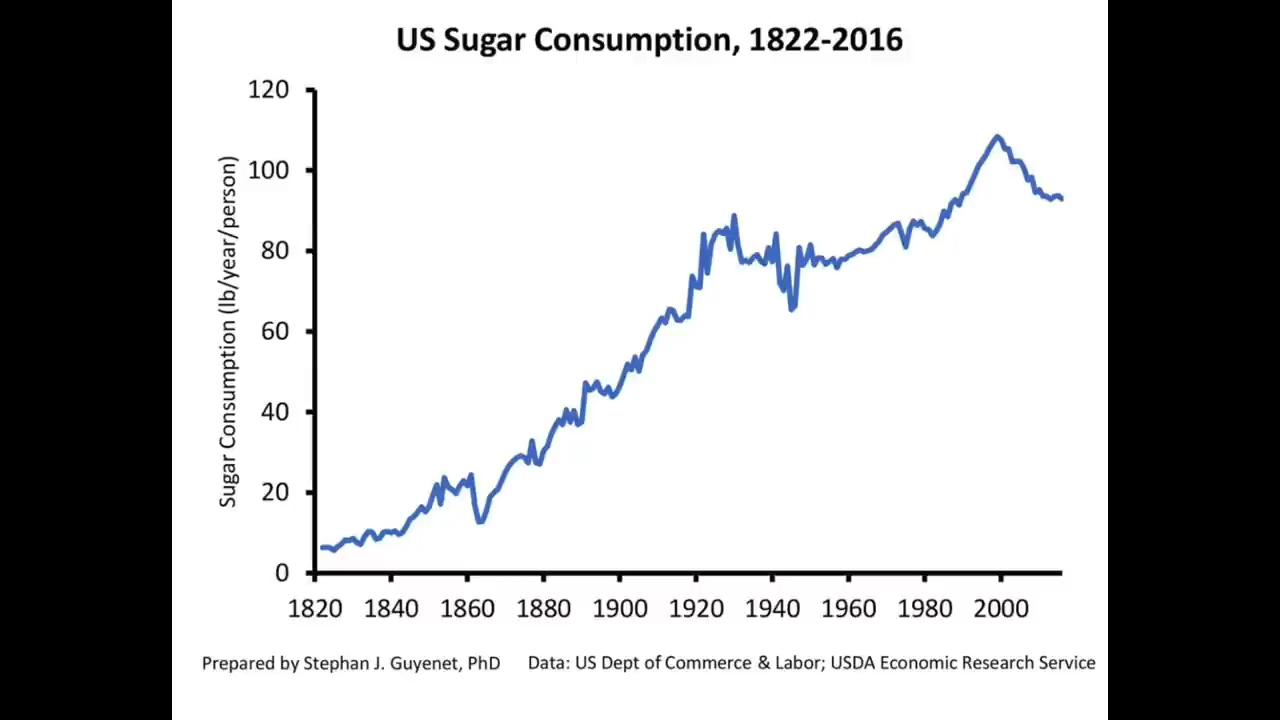 US Sugar Consumption, 1822-2016
Sugar Consumption (lb/year/person)
120
100
80
60
40
20
0
1820 1840 1860 1880 1900 1920 1940 1960 1980 2000
Prepared by Stephan J. Guyenet, PhD Data: US Dept of Commerce & Labor; USDA Economic Research Service